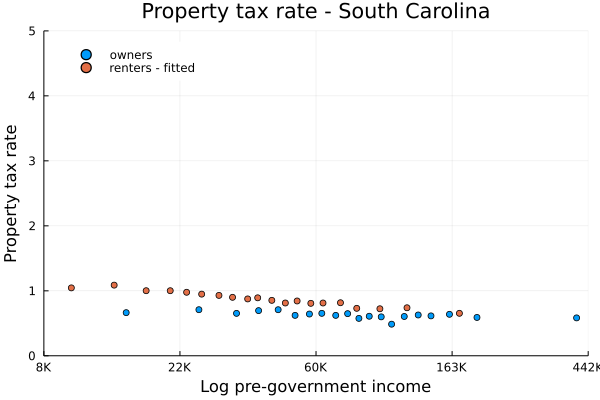 Property tax rate - South Carolina
owners
renters - fitted
Property tax rate
5
4
3
2
1
0
8K 22K 60K 163K 442K
Log pre-government income